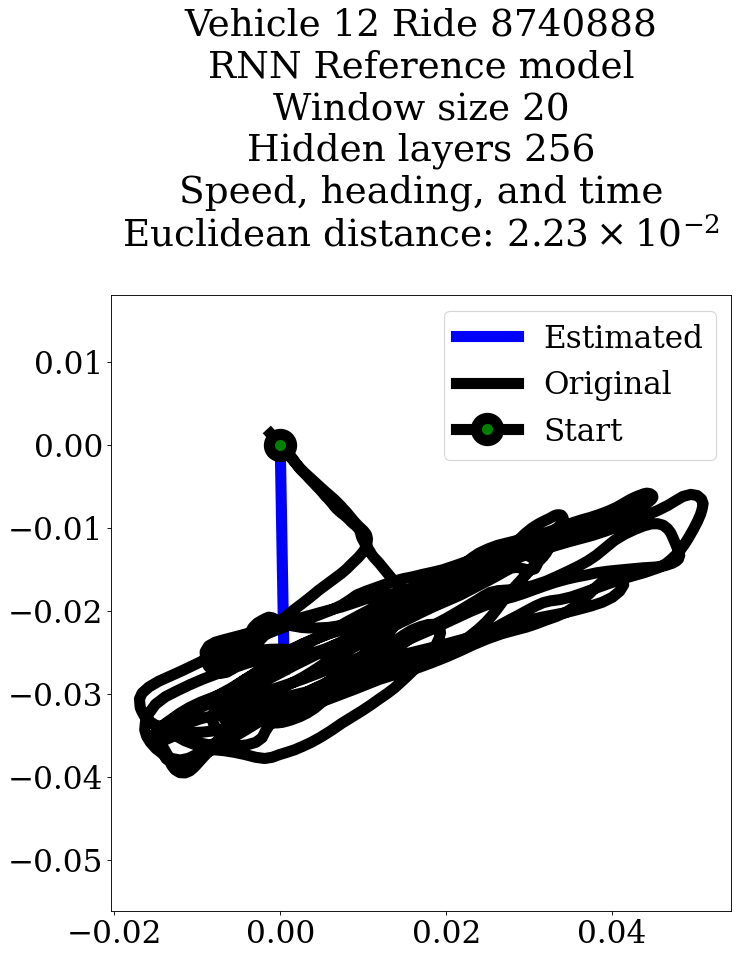 Vehicle 12 Ride 8740888
RNN Reference model
Window size 20
Hidden layers 256
Speed, heading, and time
Euclidean distance: 2.23 × 10⁻²
Estimated
Original
Start
0.01
0.00
−0.01
−0.02
−0.03
−0.04
−0.05
−0.02 0.00 0.02 0.04